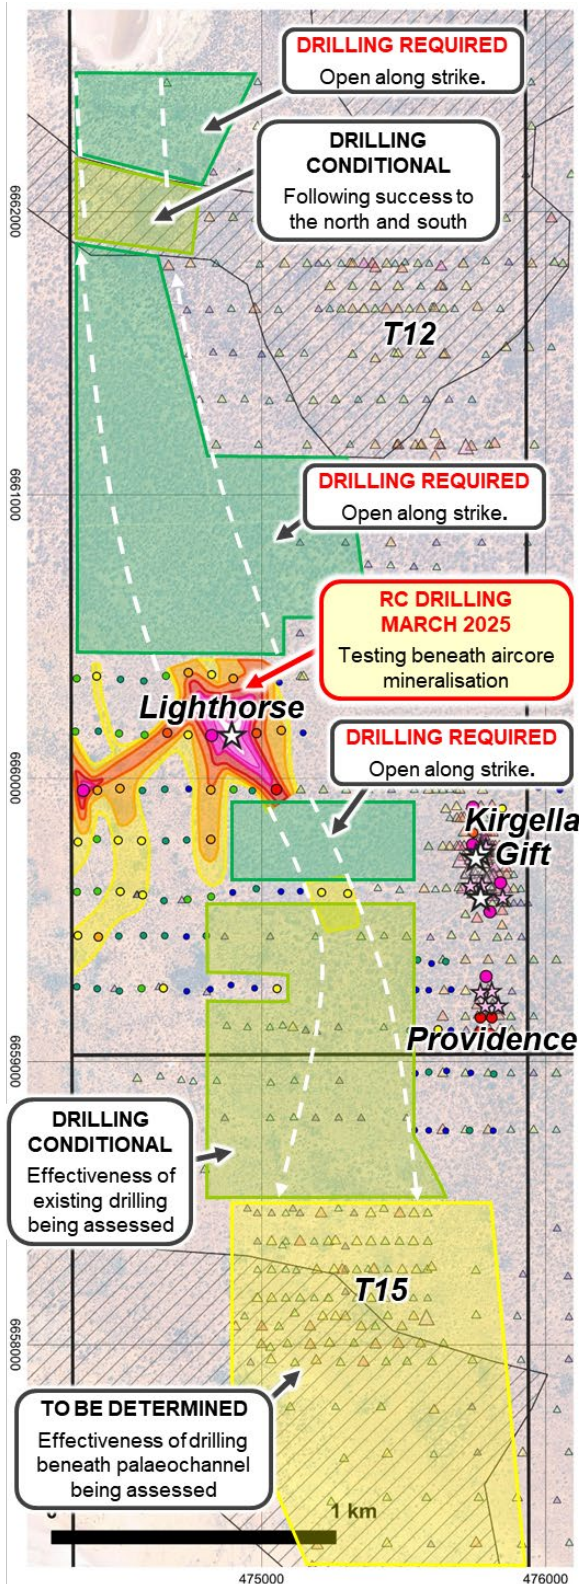 DRILLING REQUIRED
Open along strike.
DRILLING
CONDITIONAL
Following success to
the north and south
6662000
T12
DRILLING REQUIRED
Open along strike.
6661000
RC DRILLING
MARCH 2025
Testing beneath aircore
mineralisation
Lighthorse
DRILLING REQUIRED
Open along strike.
6660000
Kirgella
Gift
Providence
6659000
DRILLING
CONDITIONAL
Effectiveness of
existing drilling
being assessed
T15
6658000
TO BE DETERMINED
Effectiveness of drilling
beneath palaeochannel
being assessed
1 km
475000
476000